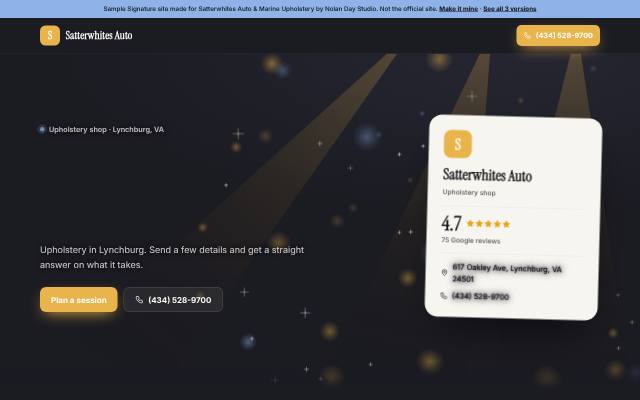 Sample Signature site made for Satterwhites Auto & Marine Upholstery by Nolan Day Studio. Not the official site. Make it mine · See all 3 versions
S Satterwhites Auto
(434) 528-9700
Upholstery shop · Lynchburg, VA
Upholstery in Lynchburg. Send a few details and get a straight
answer on what it takes.
Plan a session
(434) 528-9700
S
Satterwhites Auto
Upholstery shop
4.7 ★★★★★
75 Google reviews
617 Oakley Ave, Lynchburg, VA
24501
(434) 528-9700